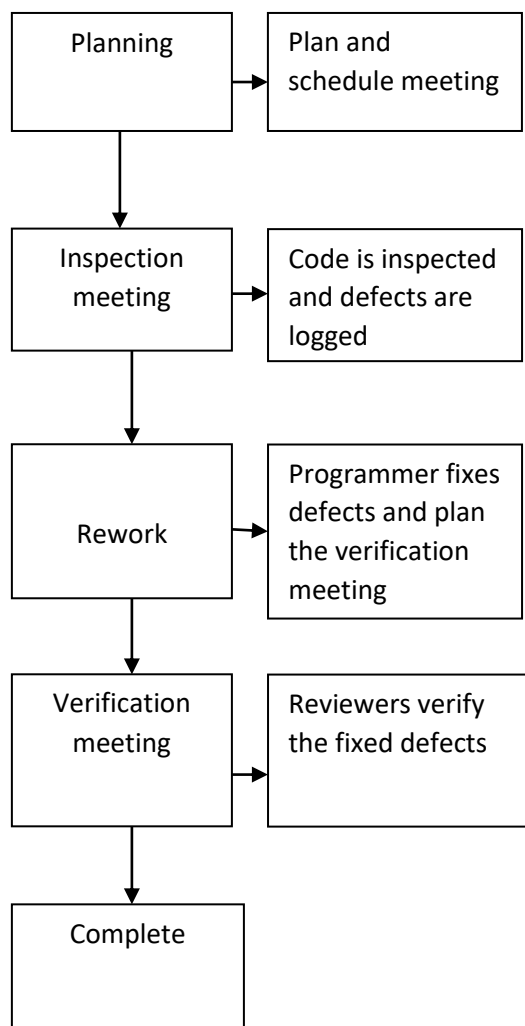 Planning
Plan and
schedule meeting
Inspection
meeting
Code is inspected
and defects are
logged
Rework
Programmer fixes
defects and plan
the verification
meeting
Verification
meeting
Reviewers verify
the fixed defects
Complete